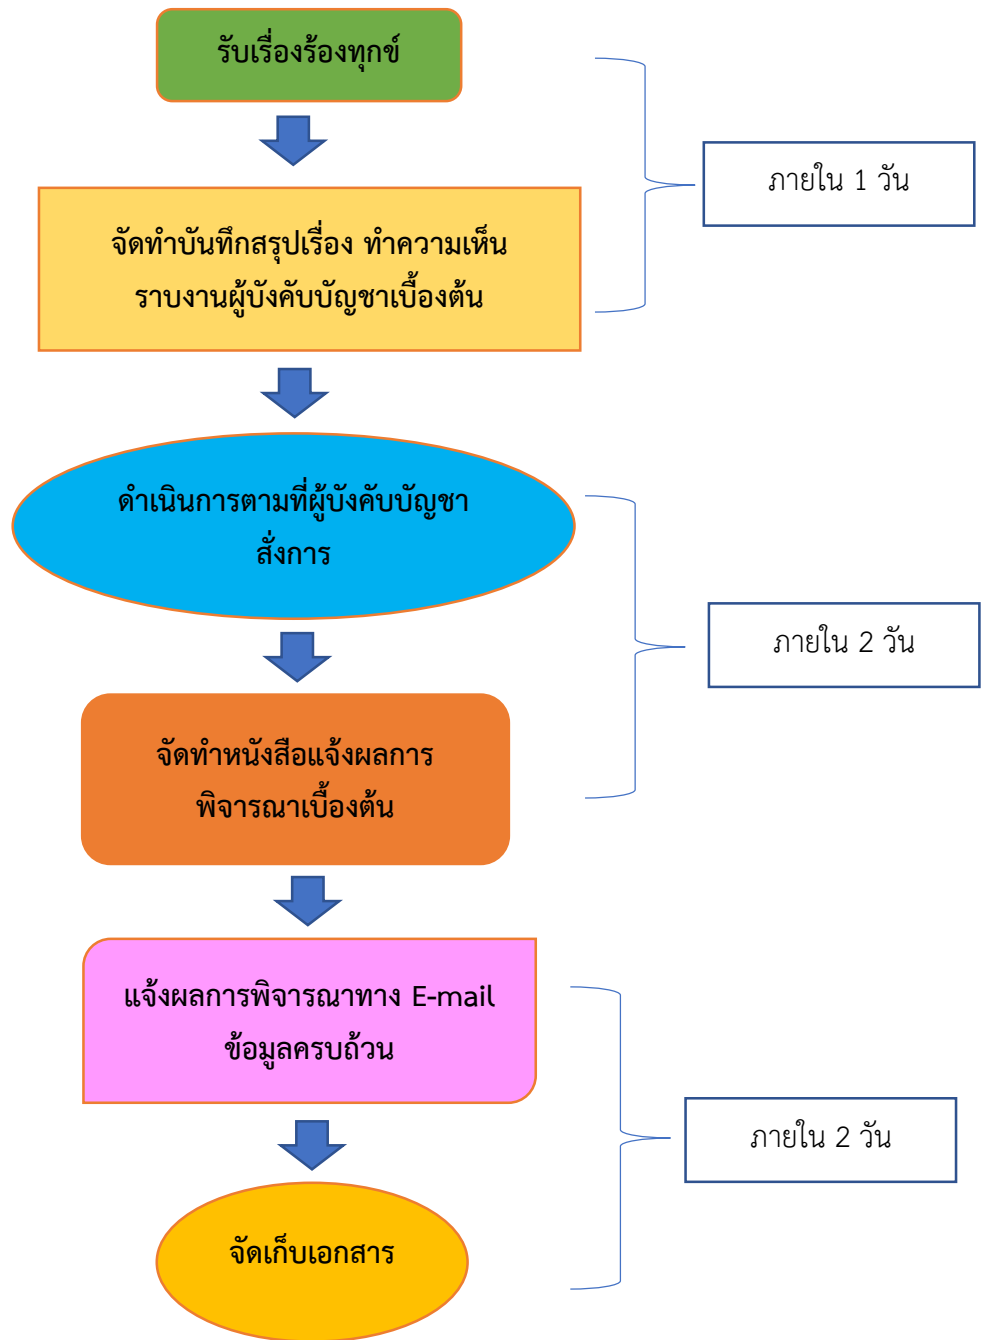 รับเรื่องร้องทุกข์
ภายใน 1 วัน
จัดทำบันทึกสรุปเรื่อง ทำความเห็น
ราบงานผู้บังคับบัญชาเบื้องต้น
ดำเนินการตามที่ผู้บังคับบัญชา
สั่งการ
ภายใน 2 วัน
จัดทำหนังสือแจ้งผลการ
พิจารณาเบื้องต้น
แจ้งผลการพิจารณาทาง E-mail
ข้อมูลครบถ้วน
ภายใน 2 วัน
จัดเก็บเอกสาร